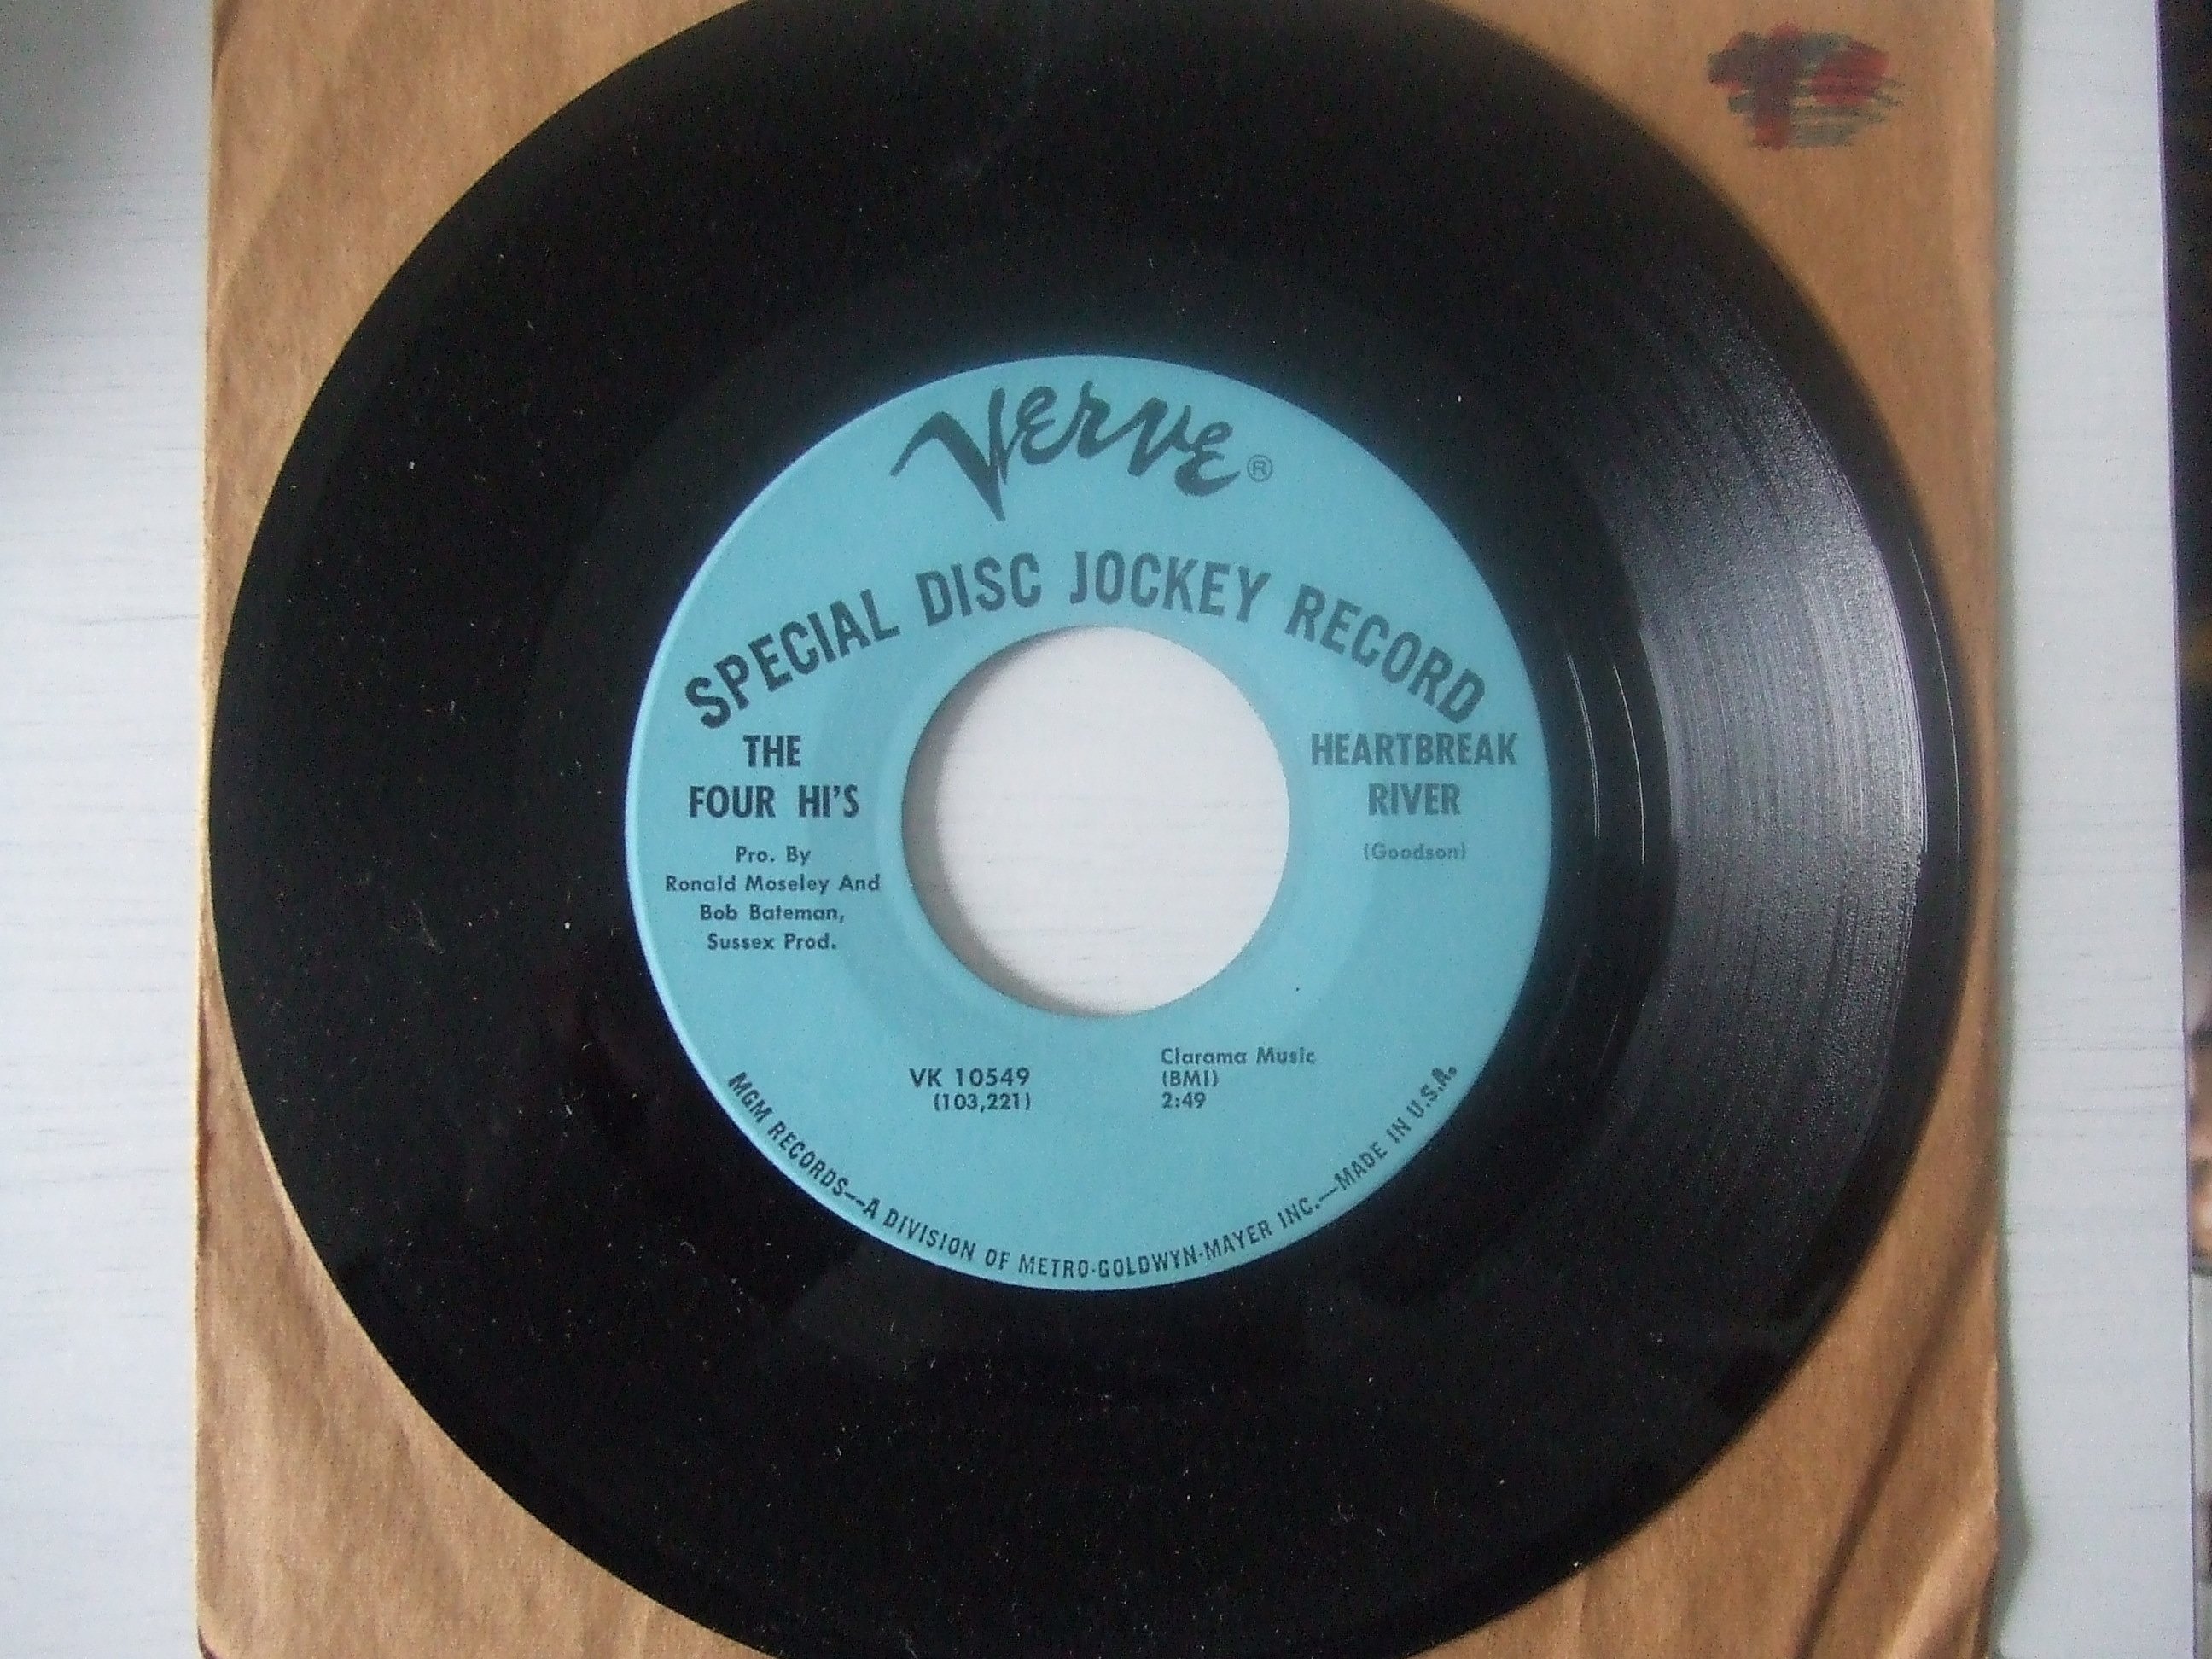 VERVE®
SPECIAL DISC JOCKEY RECORD
THE
FOUR HI'S
Pro. By
Ronald Moseley And
Bob Bateman,
Sussex Prod.
HEARTBREAK
RIVER
(Goodson)
VK 10549
(103,221)
Clarama Music
(BMI)
2:49
MGM RECORDS—A DIVISION OF METRO-GOLDWYN-MAYER INC.—MADE IN U.S.A.